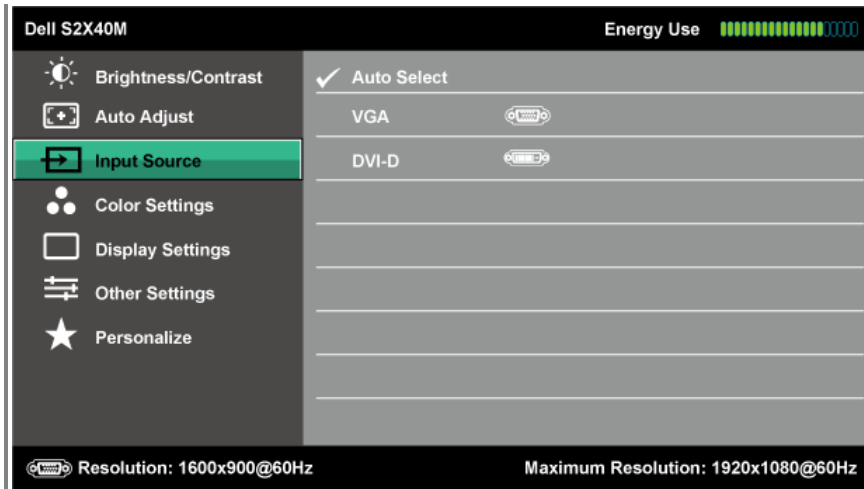 Dell S2X40M
Energy Use
Brightness/Contrast
Auto Adjust
Input Source
Color Settings
Display Settings
Other Settings
Personalize
Auto Select
VGA
DVI-D
Resolution: 1600x900@60Hz
Maximum Resolution: 1920x1080@60Hz